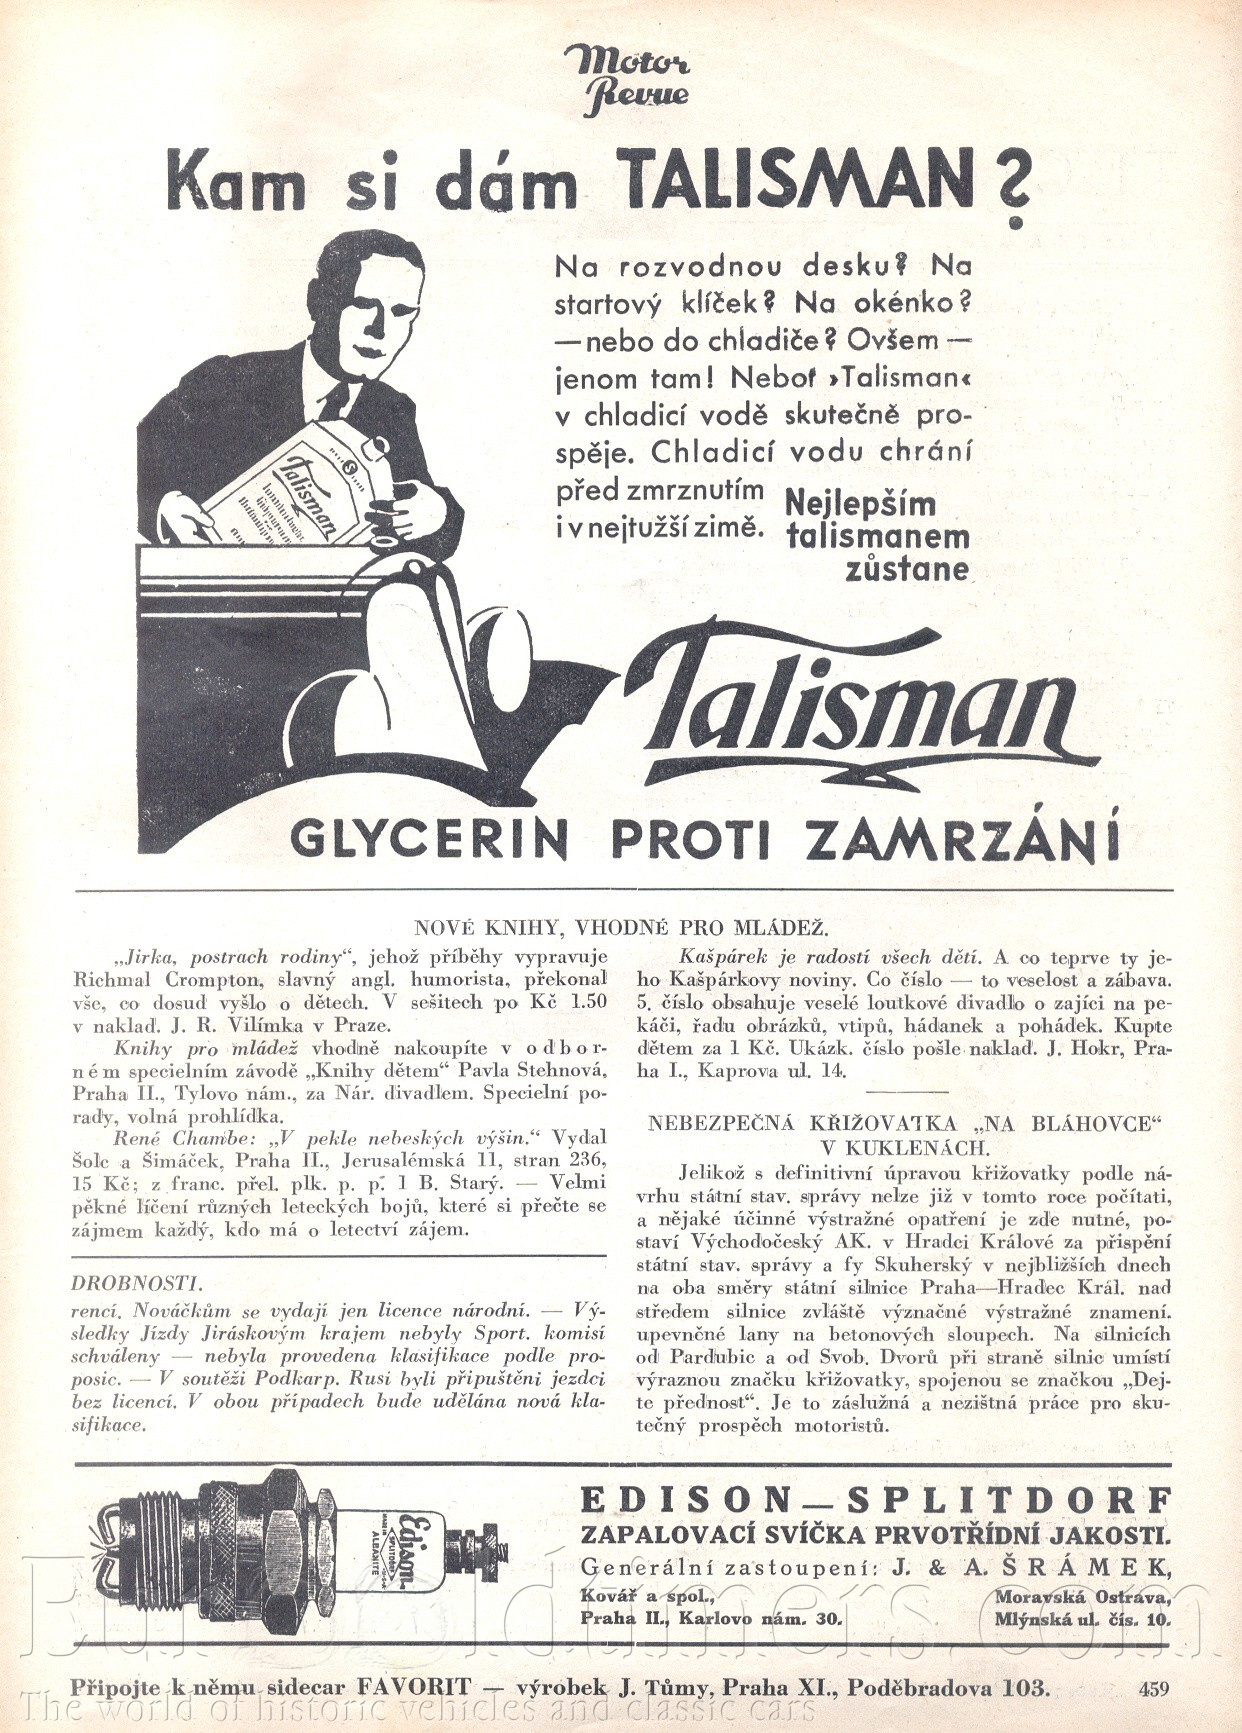 Motor
Revue
Kam si dám TALISMAN?
Na rozvodnou desku? Na
startový klíček? Na okénko?
—nebo do chladiče? Ovšem —
jenom tam! Neboť »Talisman«
v chladicí vodě skutečně pro-
spěje. Chladicí vodu chrání
před zmrznutím
i v nejtužší zimě.
Nejlepším
talismanem
zůstane
Talisman
Talisman
GLYCERIN PROTI ZAMRZÁNÍ
NOVÉ KNIHY, VHODNÉ PRO MLÁDEŽ.
„Jirka, postrach rodiny“, jehož příběhy vypravuje
Richmal Crompton, slavný angl. humorista, překonal
vše, co dosud vyšlo o dětech. V sešitech po Kč 1.50
v naklad. J. R. Vilímka v Praze.
Knihy pro mládež vhodně nakoupíte v odbor-
ném specielním závodě „Knihy dětem“ Pavla Stehnová,
Praha II., Tylovo nám., za Nár. divadlem. Specielní po-
rady, volná prohlídka.
René Chambe: „V pekle nebeských výšin.“ Vydal
Šolc a Šimáček, Praha II., Jerusalémská 11, stran 236,
15 Kč; z franc. přel. plk. p. p. 1 B. Starý. — Velmi
pěkné líčení různých leteckých bojů, které si přečte se
zájmem každý, kdo má o letectví zájem.
DROBNOSTI.
rencí. Nováčkům se vydají jen licence národní. — Vý-
sledky Jízdy Jiráskovým krajem nebyly Sport. komisí
schváleny — nebyla provedena klasifikace podle pro-
posic. — V soutěži Podkarp. Rusi byli připuštěni jezdci
bez licencí. V obou případech bude udělána nová kla-
sifikace.
Kašpárek je radostí všech dětí. A co teprve ty je-
ho Kašpárkovy noviny. Co číslo — to veselost a zábava.
5. číslo obsahuje veselé loutkové divadlo o zajíci na pe-
káči, řadu obrázků, vtipů, hádanek a pohádek. Kupte
dětem za 1 Kč. Ukázk. číslo pošle naklad. J. Hokr, Pra-
ha I., Kaprova ul. 14.
NEBEZPEČNÁ KŘIŽOVATKA „NA BLÁHOVCE“
V KUKLENÁCH.
Jelikož s definitivní úpravou křižovatky podle ná-
vrhu státní stav. správy nelze již v tomto roce počítati,
a nějaké účinné výstražné opatření je zde nutné, po-
staví Východočeský AK. v Hradci Králové za přispění
státní stav. správy a fy Skuherský v nejbližších dnech
na oba směry státní silnice Praha—Hradec Král. nad
středem silnice zvláště význačné výstražné znamení.
upevněné lany na betonových sloupech. Na silnicích
od Pardubic a od Svob. Dvorů při straně silnic umístí
výraznou značku křižovatky, spojenou se značkou „Dej-
te přednost“. Je to záslužná a nezištná práce pro sku-
tečný prospěch motoristů.
Edison
SPLITDORF
ALBANITE
EDISON—SPLITDORF
ZAPALOVACÍ SVÍČKA PRVOTŘÍDNÍ JAKOSTI.
Generální zastoupení: J. & A. ŠRÁMEK,
Kovář a spol.,
Praha II., Karlovo nám. 30.
Moravská Ostrava,
Mlýnská ul. čís. 10.
EuroOldtimers.com
Připojte k němu sidecar FAVORIT — výrobek J. Tůmy, Praha XI., Poděbradova 103.
459
The world of historic vehicles and classic cars